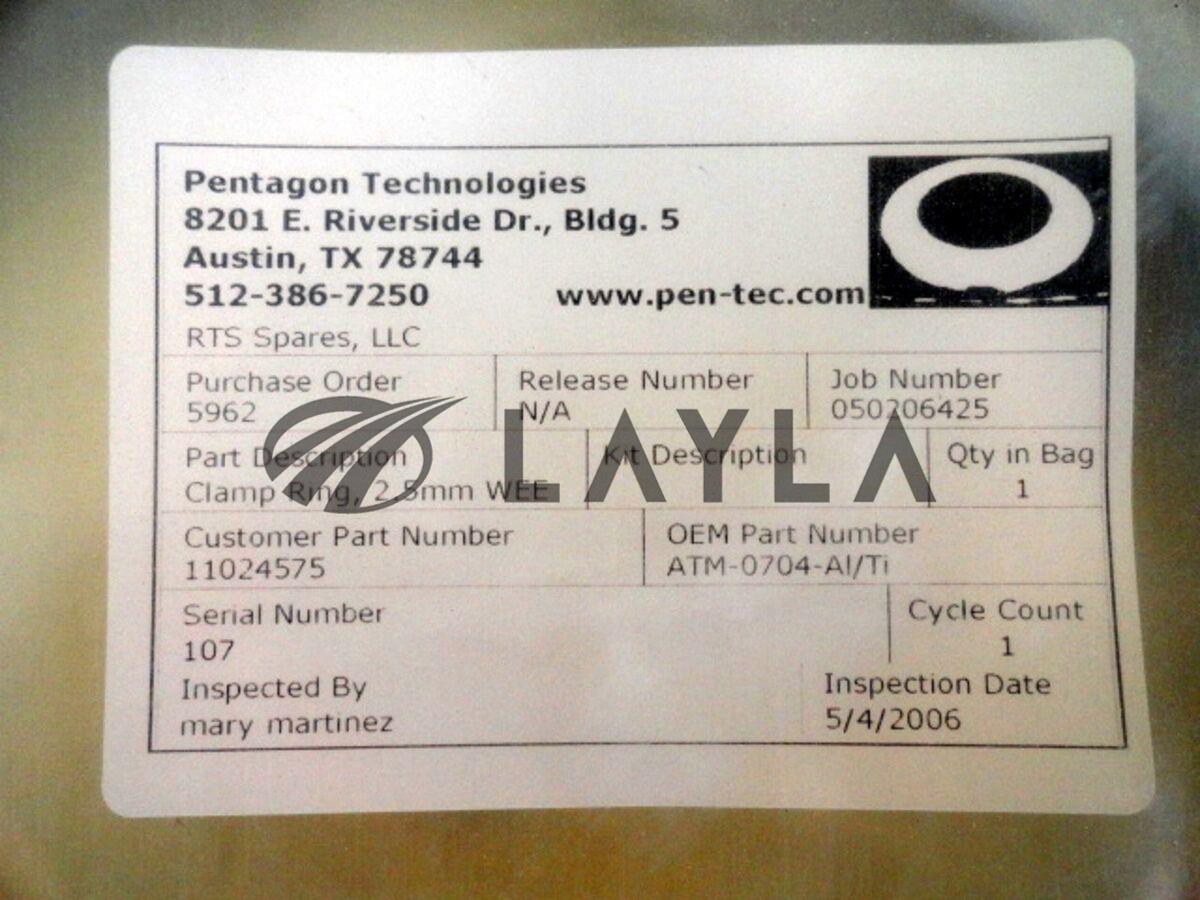 Pentagon Technologies
8201 E. Riverside Dr., Bldg. 5
Austin, TX 78744
512-386-7250 www.pen-tec.com
RTS Spares, LLC
Purchase Order Release Number Job Number
5962 N/A 050206425
LAYLA
Part Description Kit Description Qty in Bag
Clamp Ring, 2.5mm WEE 1
Customer Part Number OEM Part Number
11024575 ATM-0704-Al/Ti
Serial Number Cycle Count
107 1
Inspected By Inspection Date
mary martinez 5/4/2006